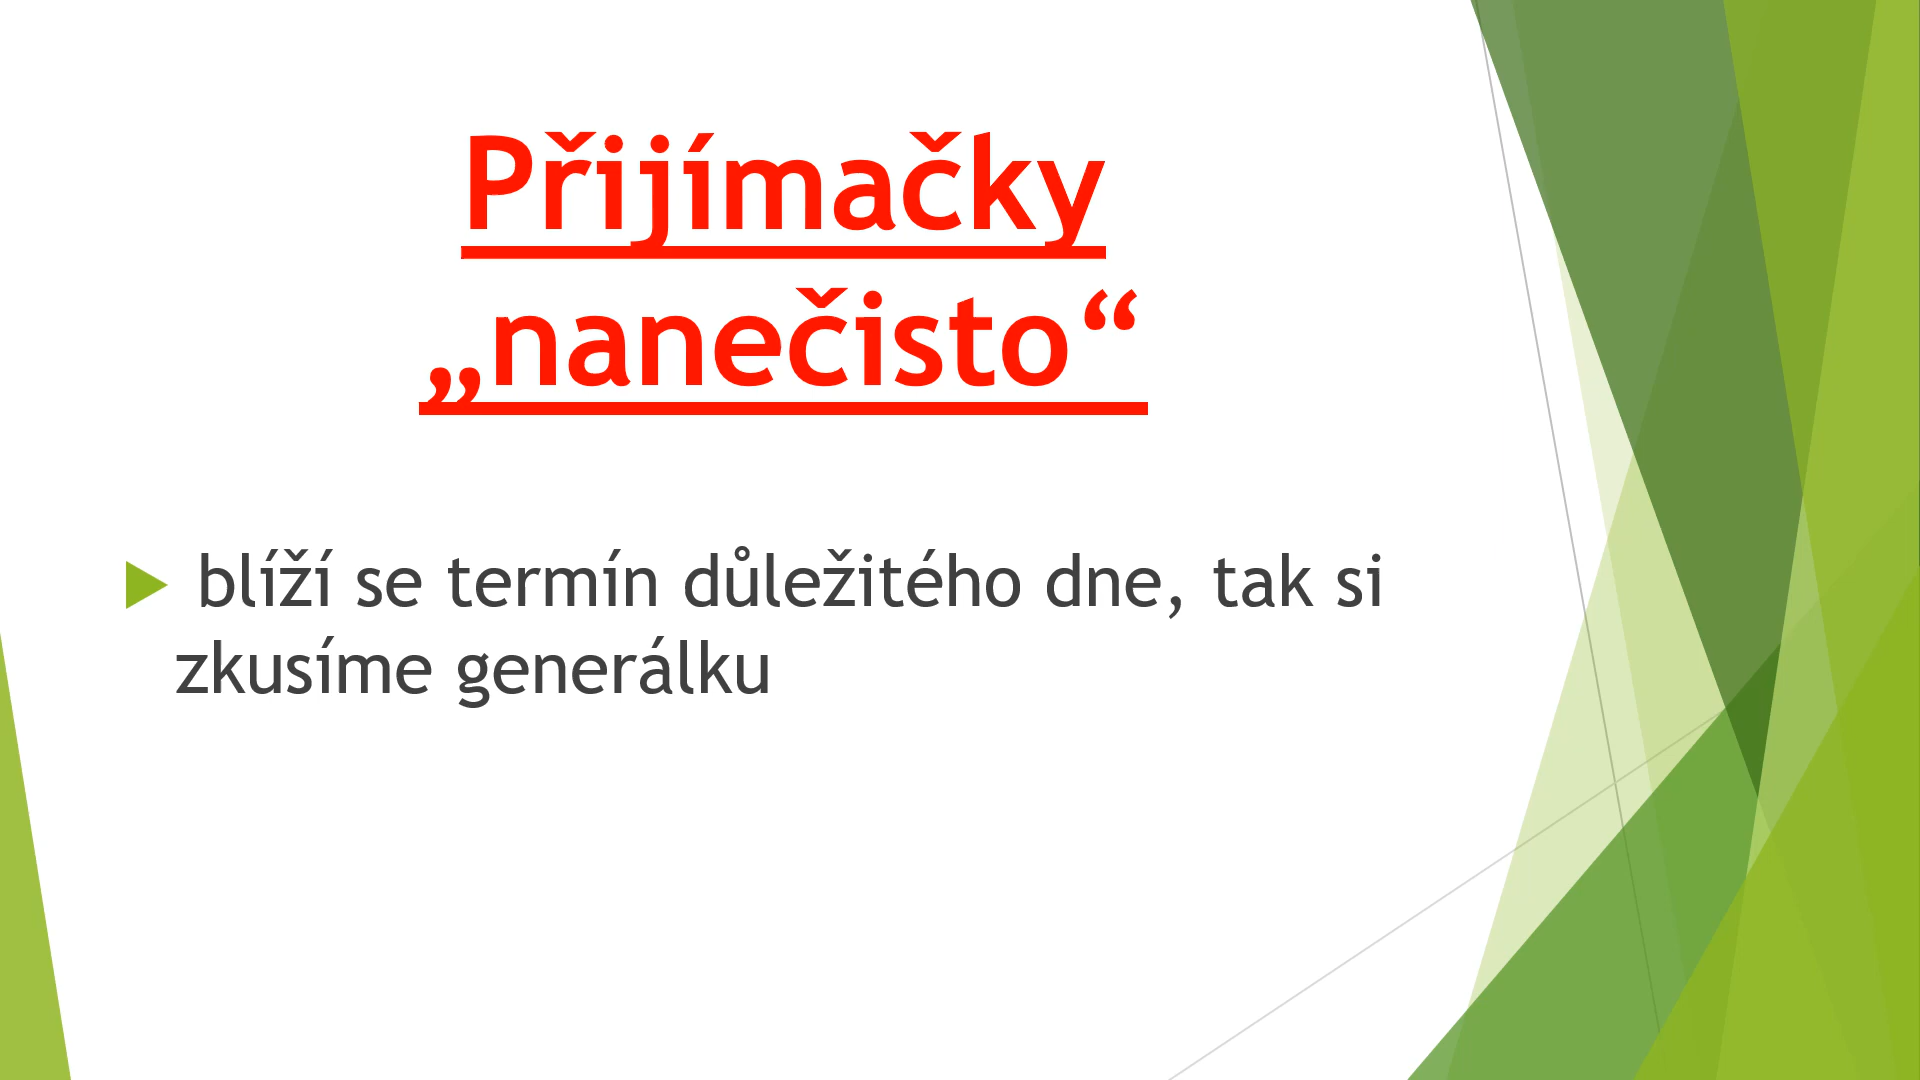 Přijímačky
„nanečisto“
blíží se termín důležitého dne, tak si
zkusíme generálku